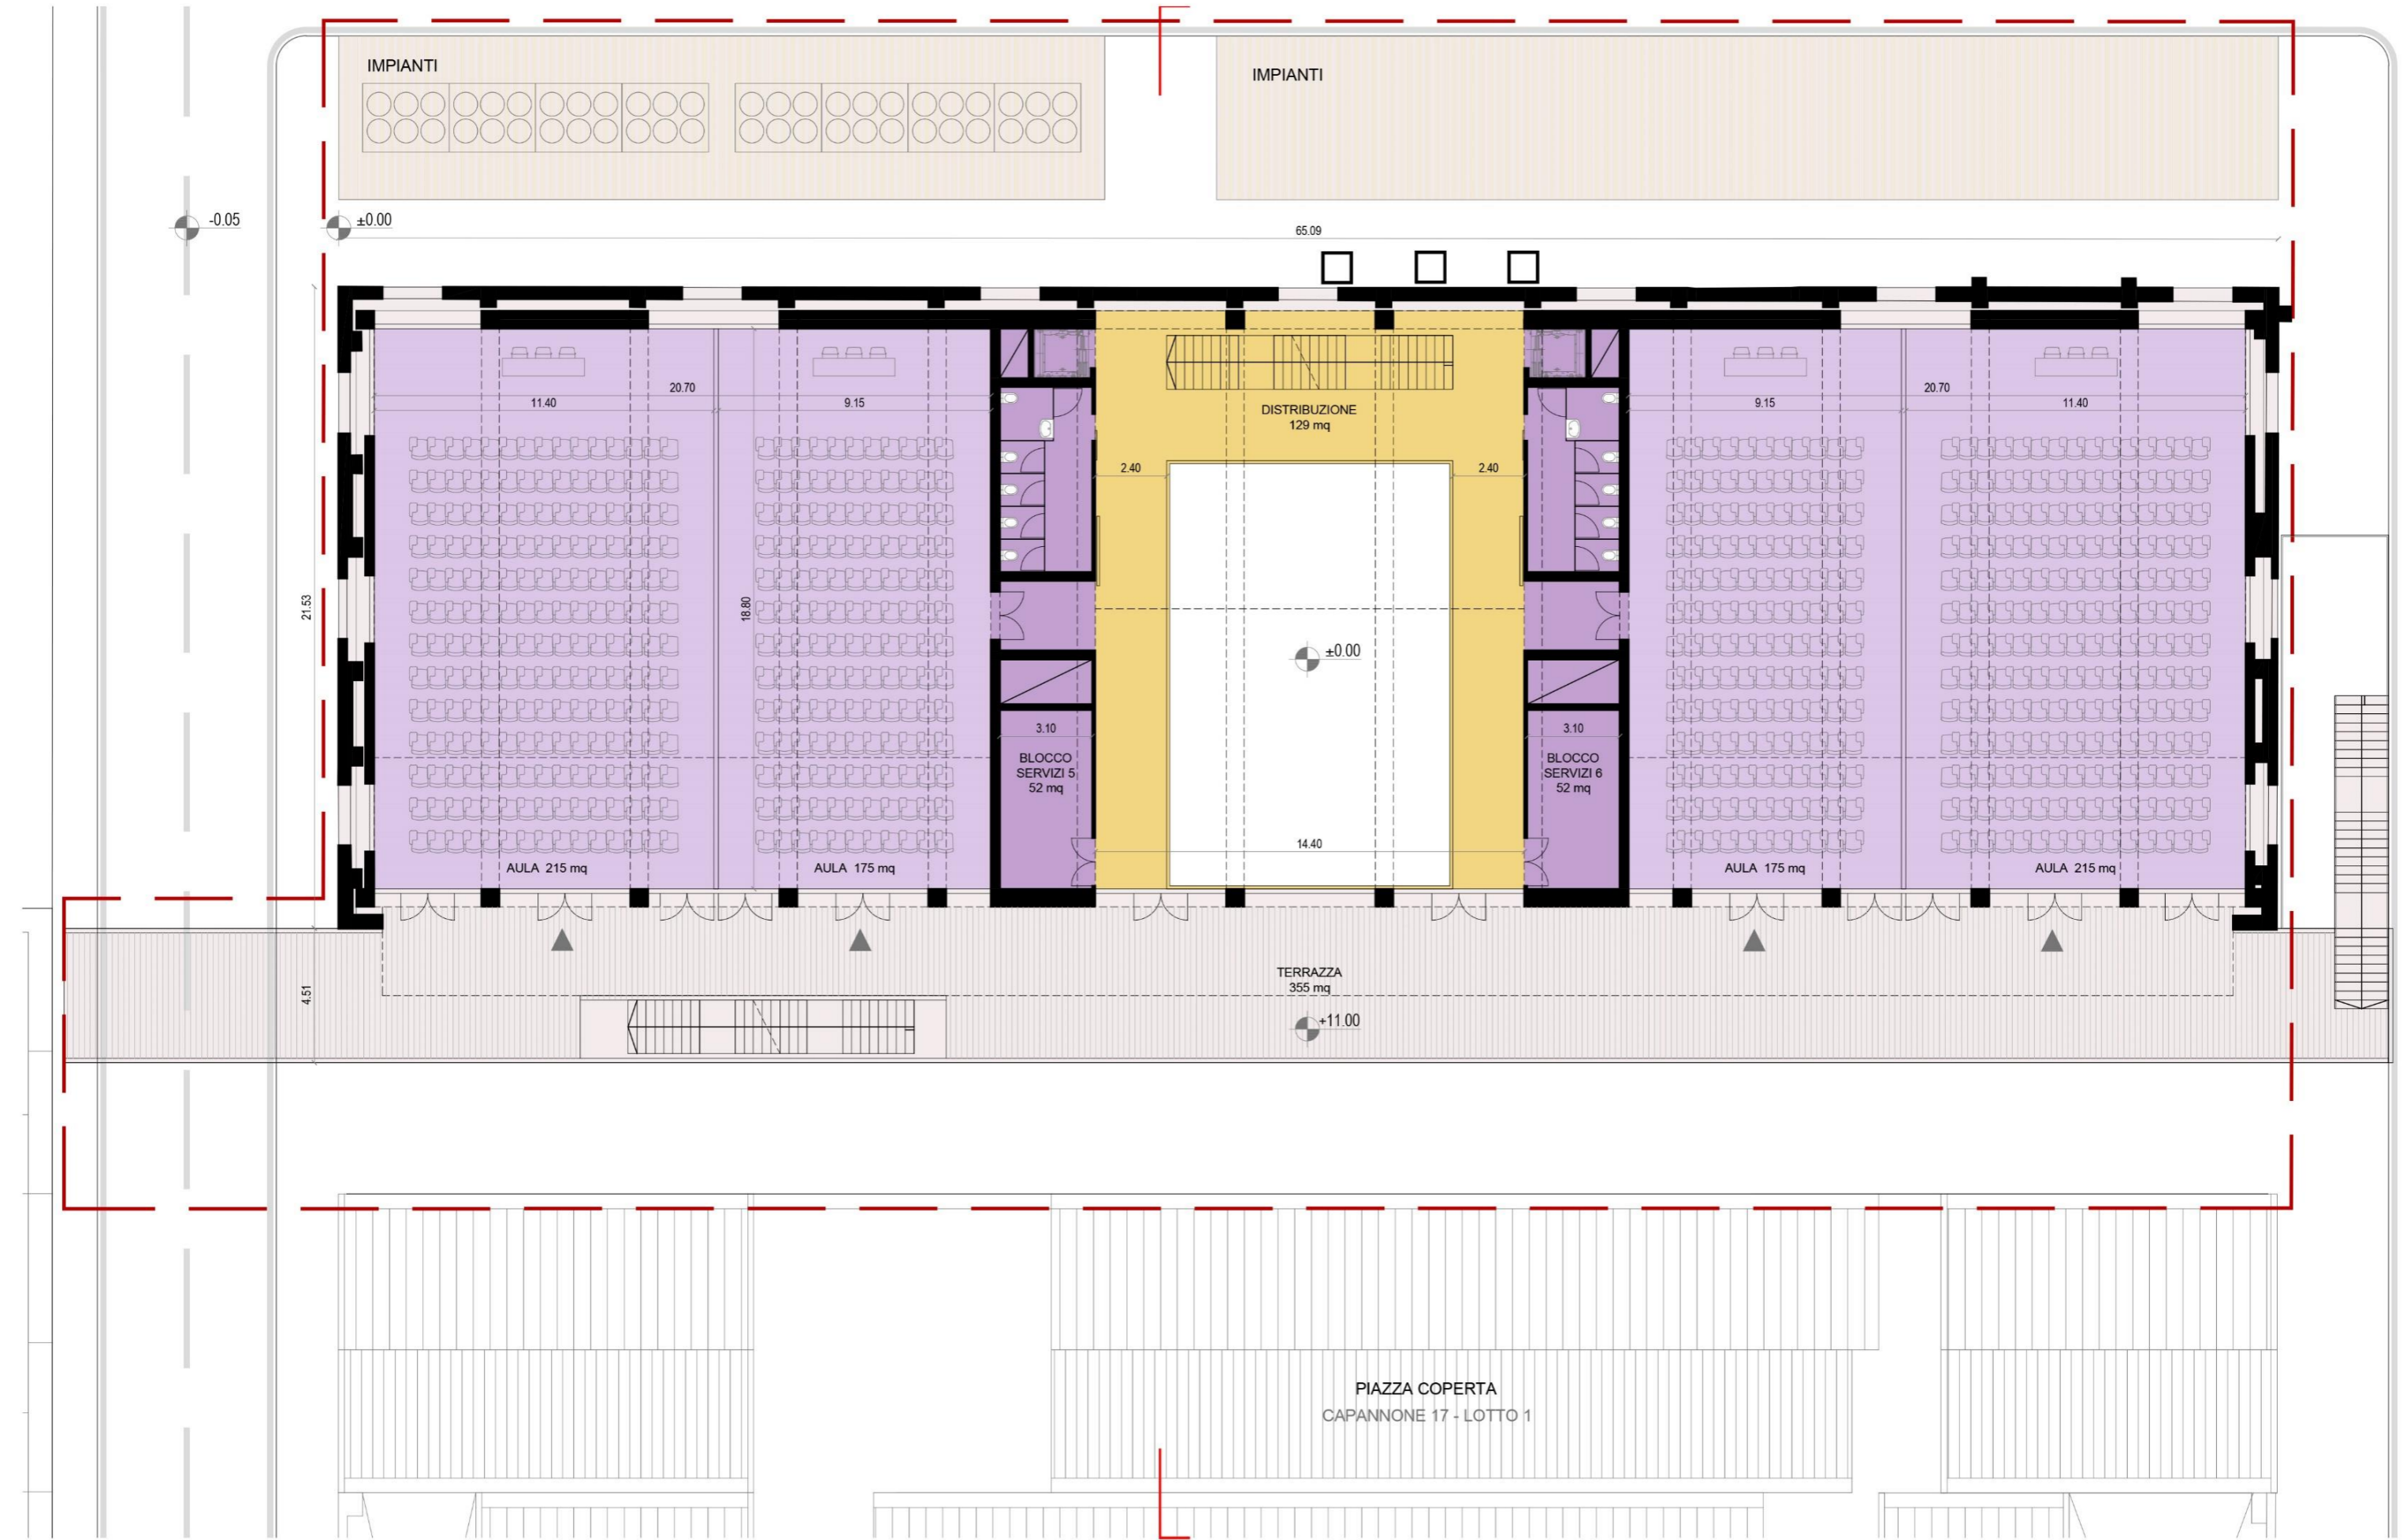 IMPIANTI
IMPIANTI
-0.05
±0.00
65.09
20.70
11.40
9.15
DISTRIBUZIONE
129 mq
20.70
9.15
11.40
2.40
2.40
21.53
18.80
±0.00
3.10
BLOCCO
SERVIZI 5
52 mq
3.10
BLOCCO
SERVIZI 6
52 mq
14.40
AULA 215 mq
AULA 175 mq
AULA 175 mq
AULA 215 mq
TERRAZZA
355 mq
4.51
+11.00
PIAZZA COPERTA
CAPANNONE 17 - LOTTO 1